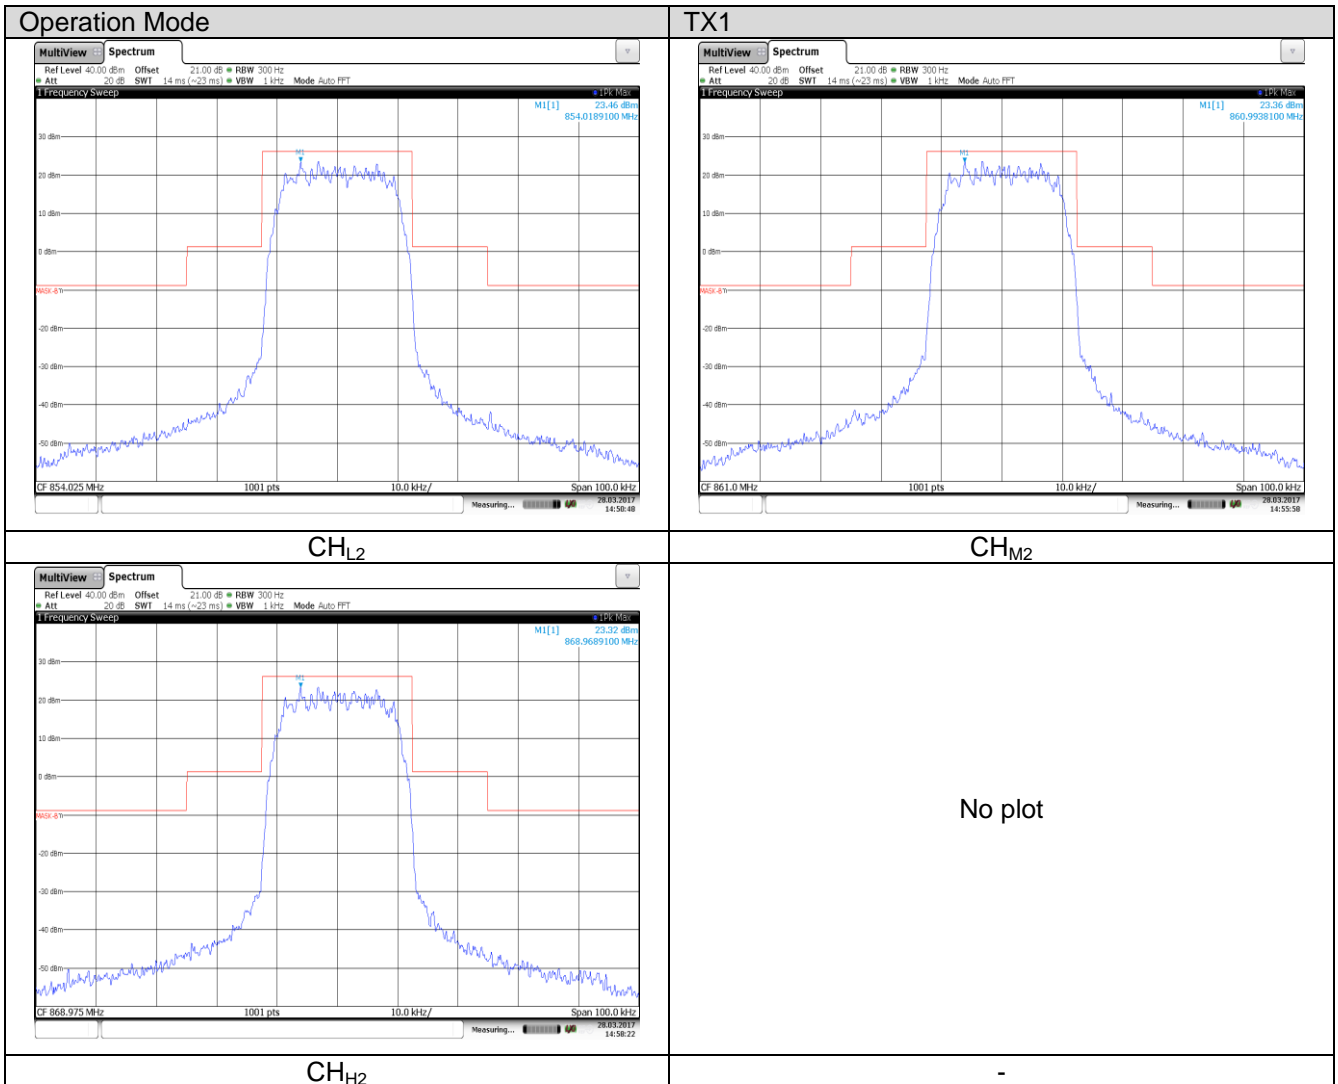 Operation Mode TX1
MultiView Spectrum
Ref Level 40.00 dBm Offset 21.00 dB RBW 300 Hz
Att 20 dB SWT 14 ms (~23 ms) VBW 1 kHz Mode Auto FFT
1 Frequency Sweep 1Pk Max
M1[1] 23.46 dBm
854.0189100 MHz
30 dBm
M1
20 dBm
10 dBm
0 dBm
MASK-B
-20 dBm
-30 dBm
-40 dBm
-50 dBm
CF 854.025 MHz 1001 pts 10.0 kHz/ Span 100.0 kHz
Measuring... 28.03.2017
14:50:48
CHL2
MultiView Spectrum
Ref Level 40.00 dBm Offset 21.00 dB RBW 300 Hz
Att 20 dB SWT 14 ms (~23 ms) VBW 1 kHz Mode Auto FFT
1 Frequency Sweep 1Pk Max
M1[1] 23.36 dBm
860.9938100 MHz
30 dBm
M1
20 dBm
10 dBm
0 dBm
MASK-B
-20 dBm
-30 dBm
-40 dBm
-50 dBm
CF 861.0 MHz 1001 pts 10.0 kHz/ Span 100.0 kHz
Measuring... 28.03.2017
14:55:58
CHM2
MultiView Spectrum
Ref Level 40.00 dBm Offset 21.00 dB RBW 300 Hz
Att 20 dB SWT 14 ms (~23 ms) VBW 1 kHz Mode Auto FFT
1 Frequency Sweep 1Pk Max
M1[1] 23.32 dBm
868.9689100 MHz
30 dBm
M1
20 dBm
10 dBm
0 dBm
MASK-B
-20 dBm
-30 dBm
-40 dBm
-50 dBm
CF 868.975 MHz 1001 pts 10.0 kHz/ Span 100.0 kHz
Measuring... 28.03.2017
14:58:22
CHH2
No plot
-